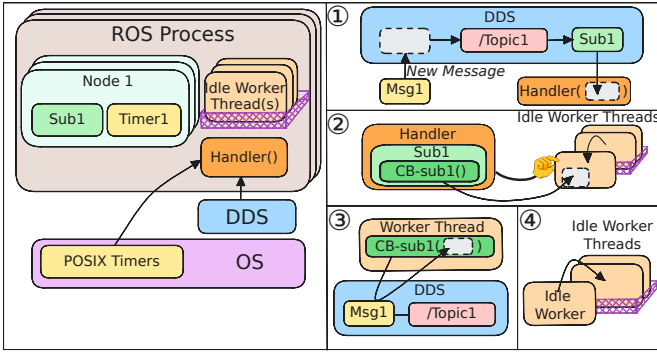 ROS Process
Node 1
Sub1
Timer1
Idle Worker
Thread(s)
Handler()
DDS
POSIX Timers
OS
①
DDS
/Topic1
Sub1
New Message
Msg1
Handler( )
②
Idle Worker Threads
Handler
Sub1
CB-sub1()
③
Worker Thread
CB-sub1( )
DDS
Msg1
/Topic1
④
Idle Worker
Threads
Idle
Worker